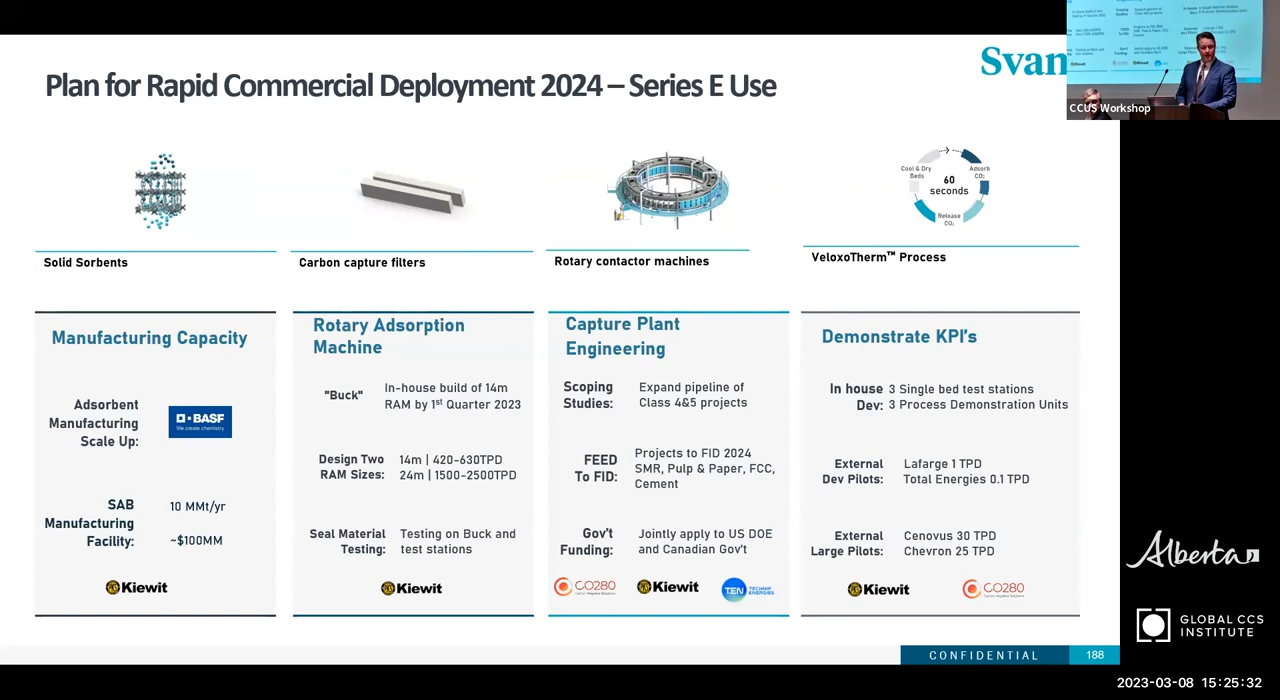 Svan
CCUS Workshop
Plan for Rapid Commercial Deployment 2024 – Series E Use
Cool & Dry
Beds
Adsorb
CO₂
60
seconds
Release
CO₂
Solid Sorbents
Carbon capture filters
Rotary contactor machines
VeloxoTherm™ Process
Manufacturing Capacity
Adsorbent
Manufacturing
Scale Up:
BASF
We create chemistry
SAB
Manufacturing
Facility:
10 MMt/yr
~$100MM
Kiewit
Rotary Adsorption
Machine
"Buck"
In-house build of 14m
RAM by 1st Quarter 2023
Design Two
RAM Sizes:
14m | 420-630TPD
24m | 1500-2500TPD
Seal Material
Testing:
Testing on Buck and
test stations
Kiewit
Capture Plant
Engineering
Scoping
Studies:
Expand pipeline of
Class 4&5 projects
FEED
To FID:
Projects to FID 2024
SMR, Pulp & Paper, FCC,
Cement
Gov't
Funding:
Jointly apply to US DOE
and Canadian Gov't
CO280
Kiewit
TEN
TECHNIP
ENERGIES
Demonstrate KPI's
In house
Dev:
3 Single bed test stations
3 Process Demonstration Units
External
Dev Pilots:
Lafarge 1 TPD
Total Energies 0.1 TPD
External
Large Pilots:
Cenovus 30 TPD
Chevron 25 TPD
Kiewit
CO280
CONFIDENTIAL
188
Alberta
GLOBAL CCS
INSTITUTE
2023-03-08 15:25:32